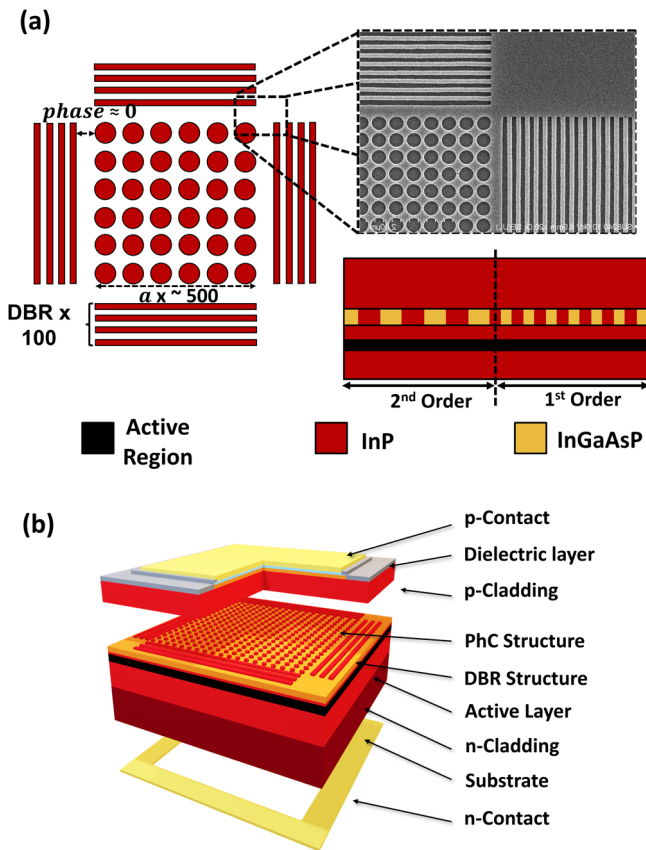 (a)
phase ≈ 0
a x ~ 500
DBR x
100
2nd Order
1st Order
Active
Region
InP
InGaAsP
(b)
p-Contact
Dielectric layer
p-Cladding
PhC Structure
DBR Structure
Active Layer
n-Cladding
Substrate
n-Contact